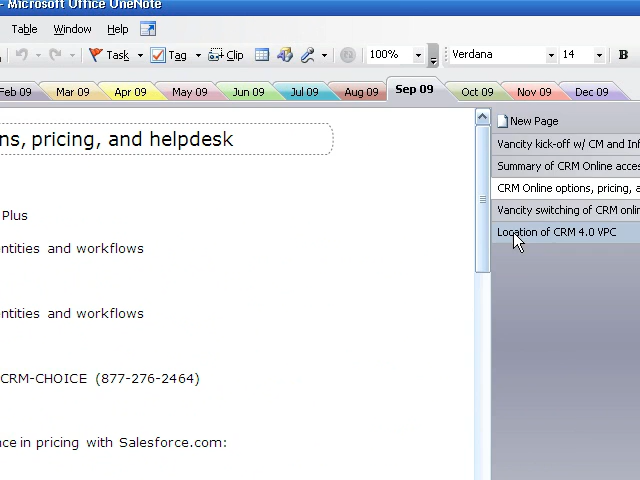 - Microsoft Office OneNote
Table Window Help
Task Tag Clip 100% Verdana 14 B
Feb 09 Mar 09 Apr 09 May 09 Jun 09 Jul 09 Aug 09 Sep 09 Oct 09 Nov 09 Dec 09
New Page
Vancity kick-off w/ CM and Inf
Summary of CRM Online acces
CRM Online options, pricing, a
Vancity switching of CRM onlin
Location of CRM 4.0 VPC
ns, pricing, and helpdesk
Plus
ntities and workflows
ntities and workflows
CRM-CHOICE (877-276-2464)
nce in pricing with Salesforce.com: